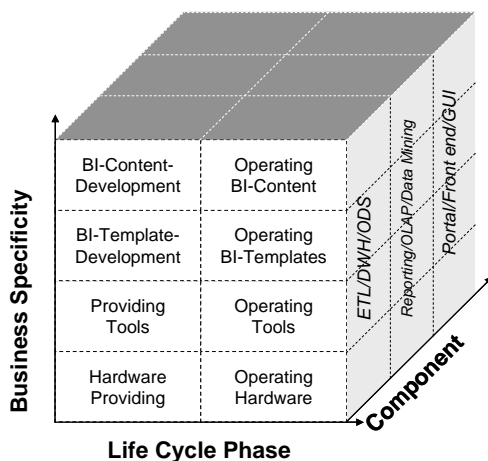 BI-Content-
Development
Operating
BI-Content
BI-Template-
Development
Operating
BI-Templates
Providing
Tools
Operating
Tools
Hardware
Providing
Operating
Hardware
ETL/DWH/ODS
Reporting/OLAP/Data Mining
Portal/Front end/GUI
Business Specificity
Life Cycle Phase
Component